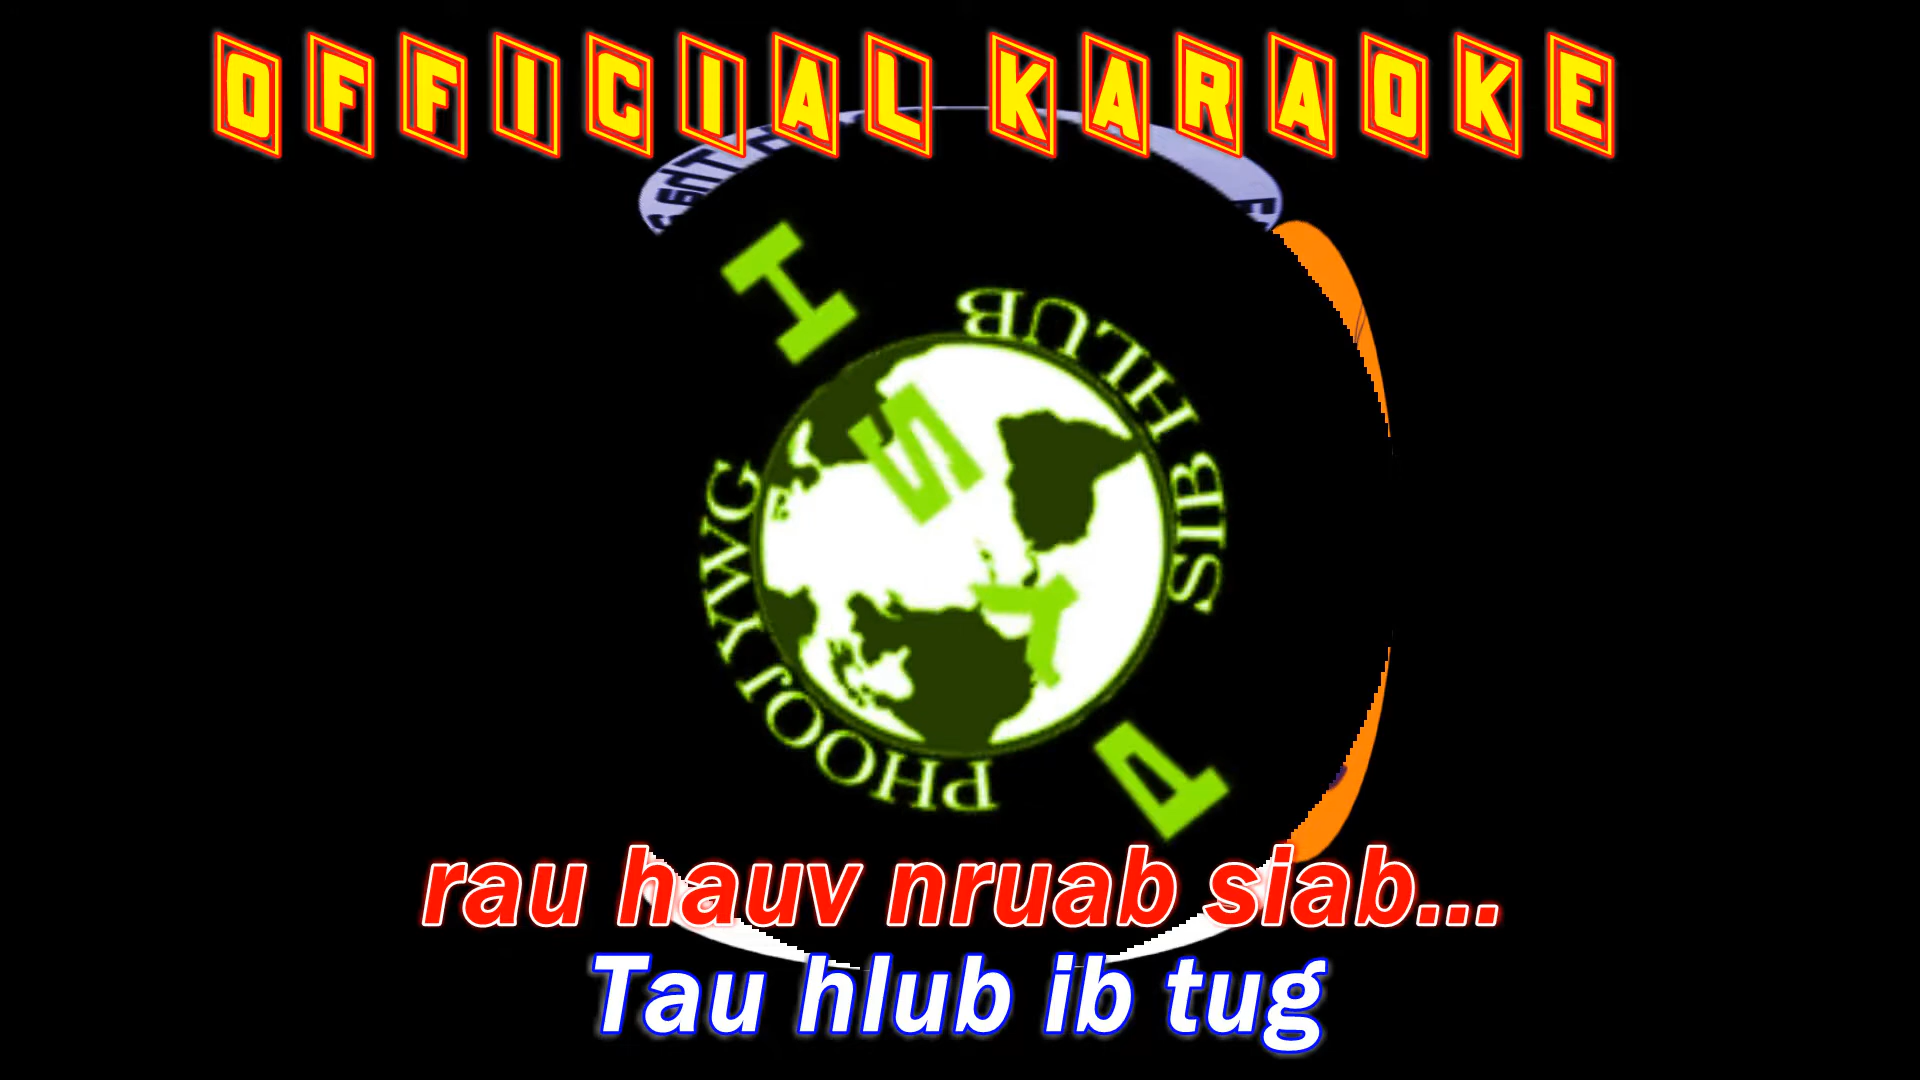 OFFICIAL KARAOKE
PHOOJ YWG SIB HLUB
rau hauv nruab siab...
Tau hlub ib tug